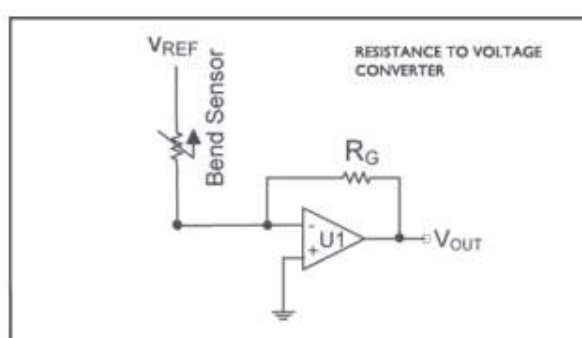 VREF
RESISTANCE TO VOLTAGE
CONVERTER
Bend Sensor
RG
-
U1
+
VOUT